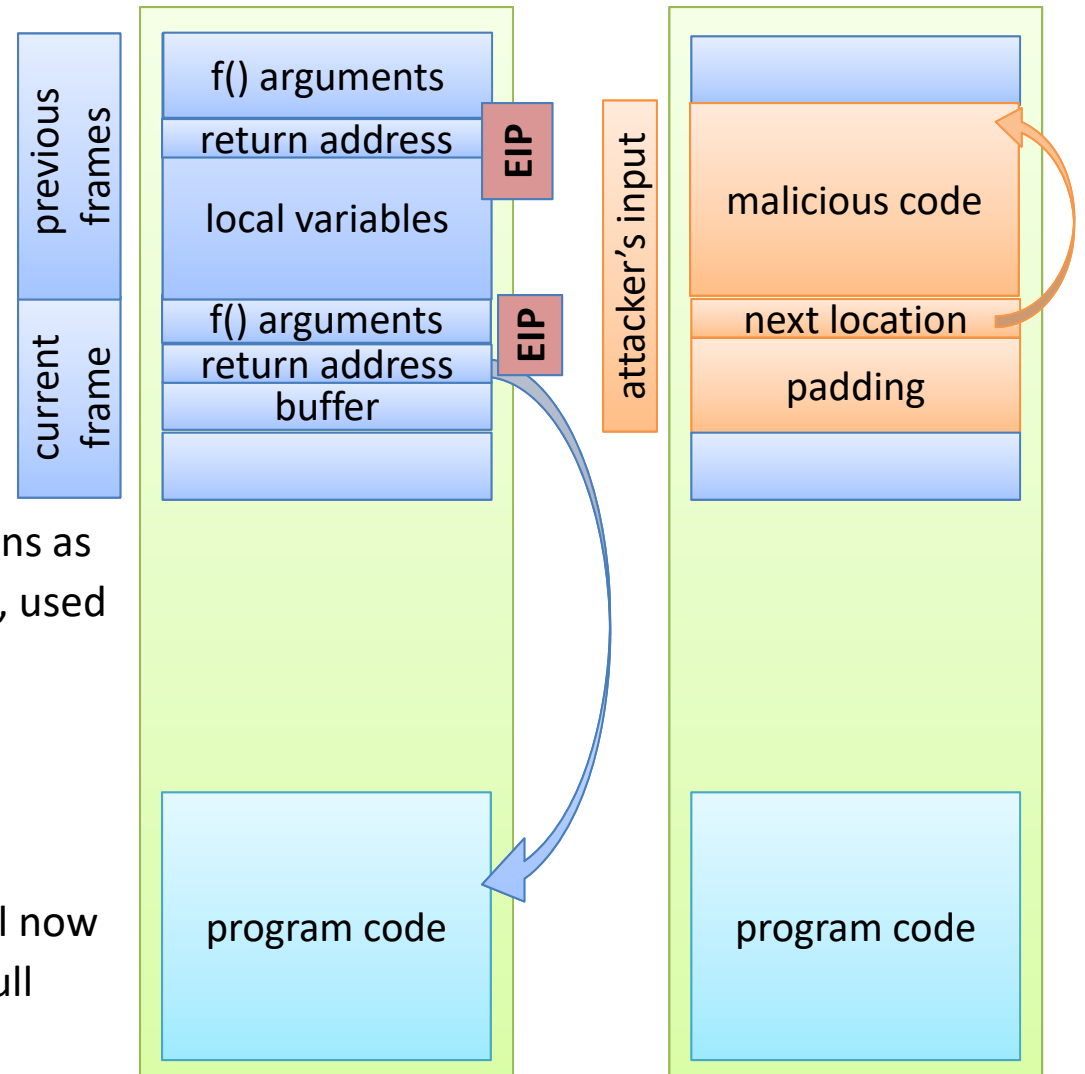 previous
frames
current
frame
f() arguments
return address
EIP
local variables
f() arguments
EIP
return address
buffer
ns as
, used
l now
ull
program code
attacker’s input
malicious code
next location
padding
program code